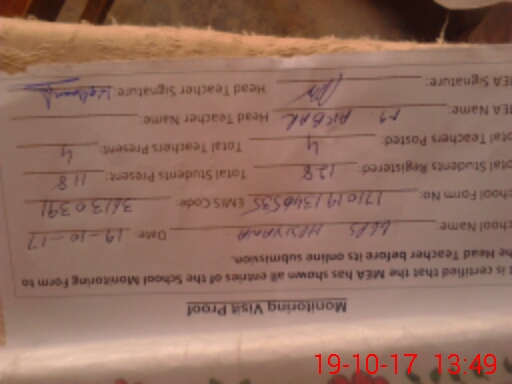 Monitoring Visit Proof
It is certified that the MEA has shown all entries of the School Monitoring Form to
the Head Teacher before its online submission.
School Name: GGPS Date: 19-10-17
School Form No: EMIS Code: 36130391
Total Students Registered: 128 Total Students Present: 118
Total Teachers Posted: 4 Total Teachers Present: 4
MEA Name: M AKBAR Head Teacher Name:
MEA Signature: Head Teacher Signature:
19-10-17 13:49